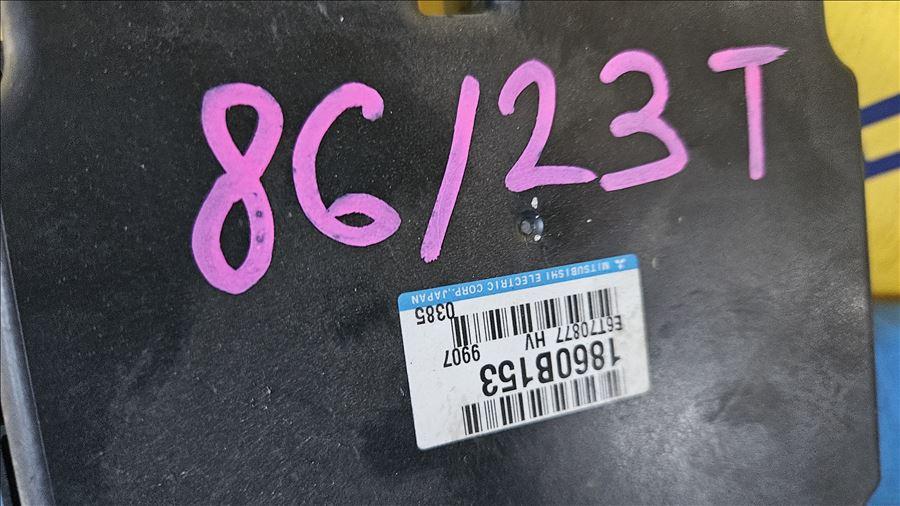 86/23T
1860B153
E6T70877 HV 9907
0385
MITSUBISHI ELECTRIC CORP. JAPAN